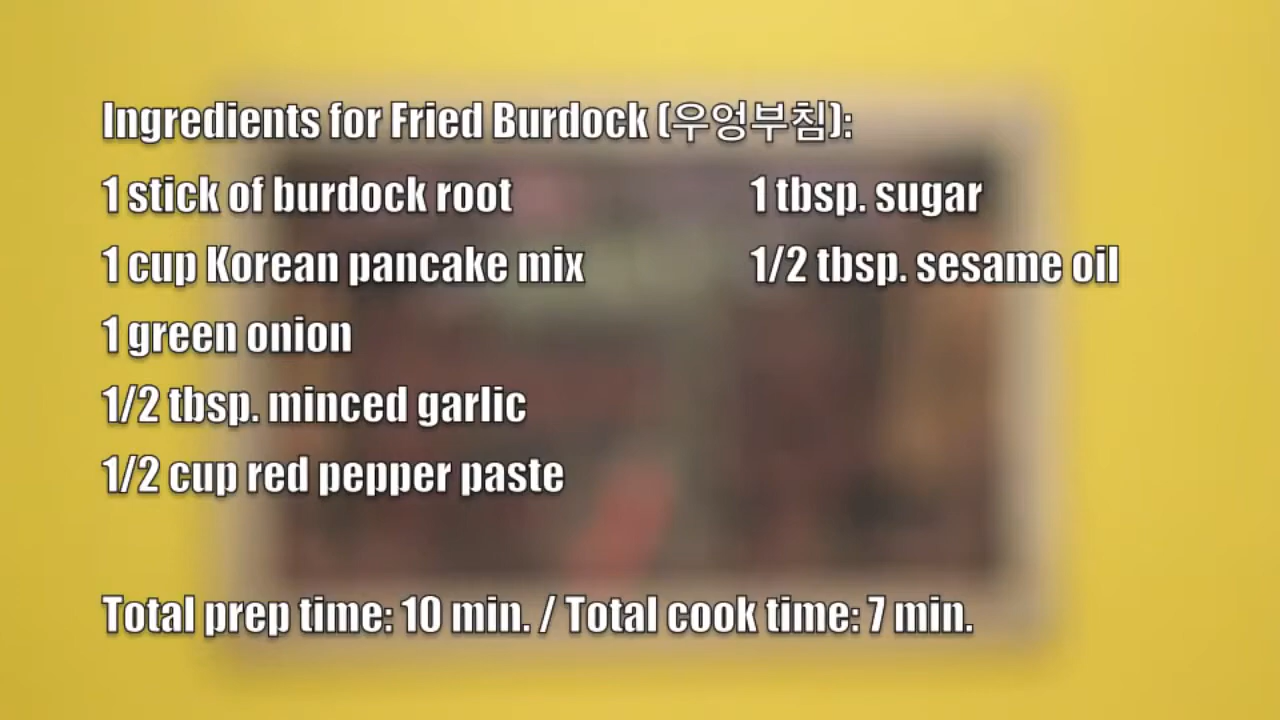 Ingredients for Fried Burdock (우엉부침):
1 stick of burdock root
1 cup Korean pancake mix
1 green onion
1/2 tbsp. minced garlic
1/2 cup red pepper paste
1 tbsp. sugar
1/2 tbsp. sesame oil
Total prep time: 10 min. / Total cook time: 7 min.